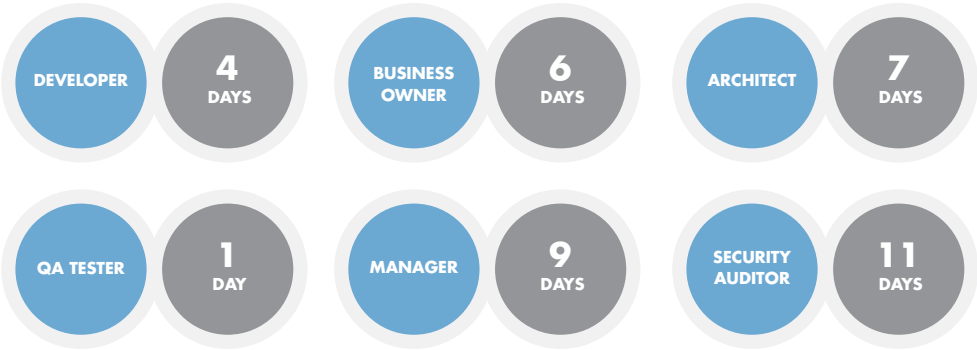 DEVELOPER
4
DAYS
BUSINESS
OWNER
6
DAYS
ARCHITECT
7
DAYS
QA TESTER
1
DAY
MANAGER
9
DAYS
SECURITY
AUDITOR
11
DAYS